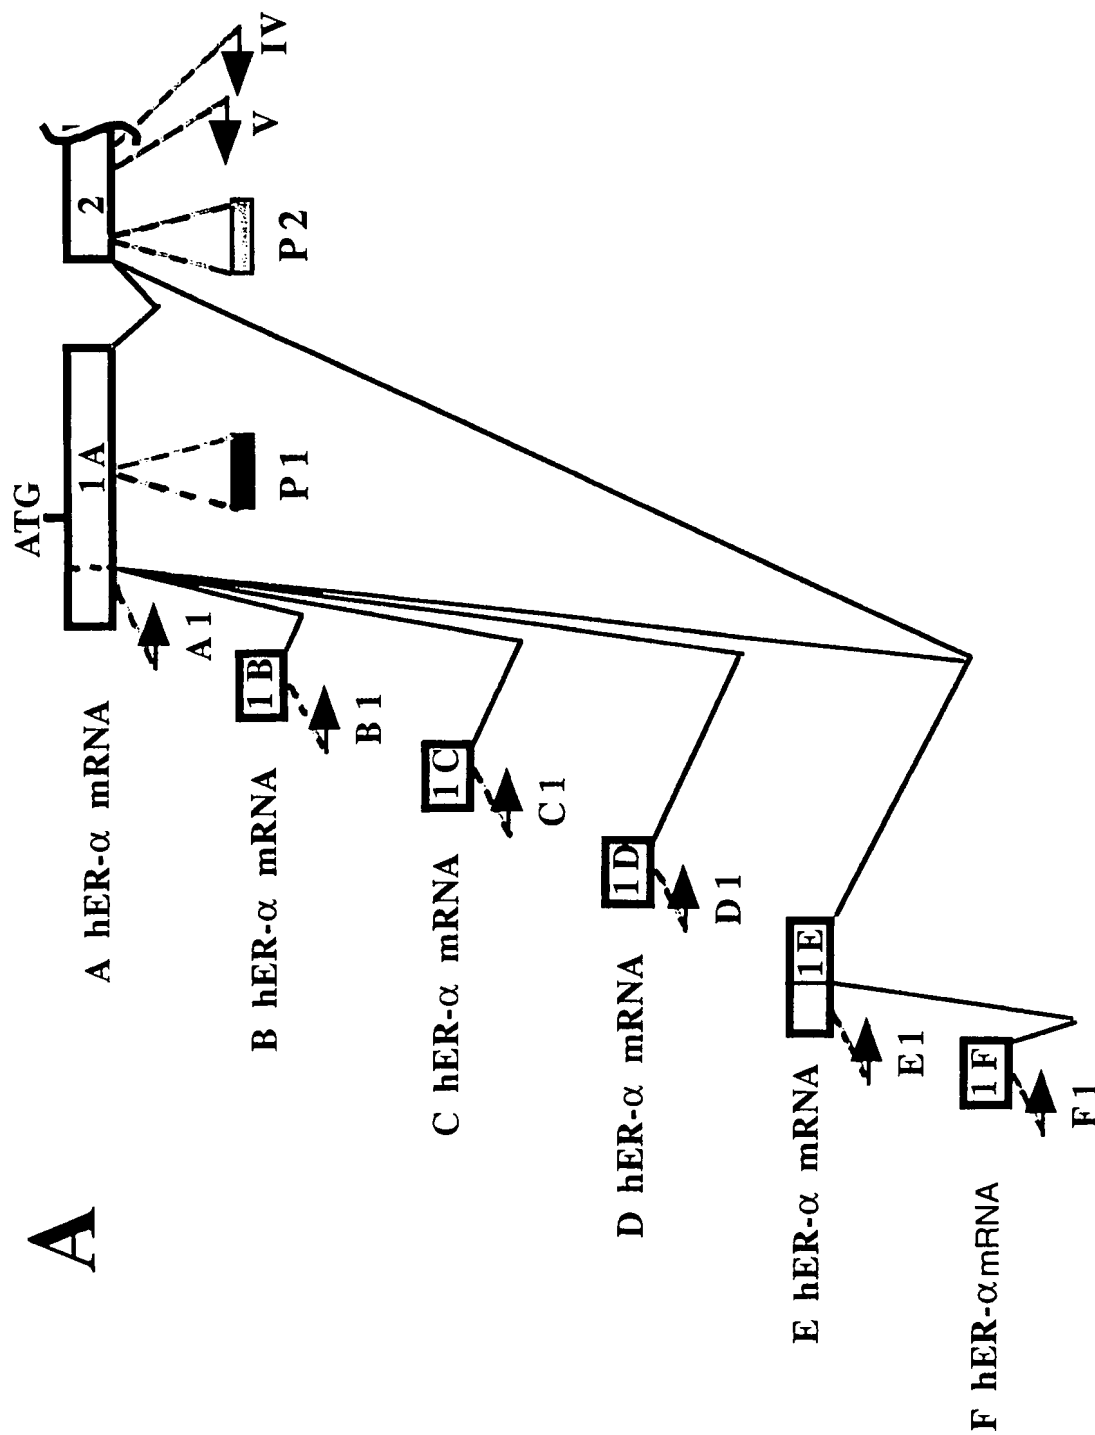 A
ATG
1A
2
A hER-α mRNA
A1
P1
P2
V
IV
B hER-α mRNA
1B
B1
C hER-α mRNA
1C
C1
D hER-α mRNA
1D
D1
E hER-α mRNA
1E
E1
F hER-α mRNA
1F
F1